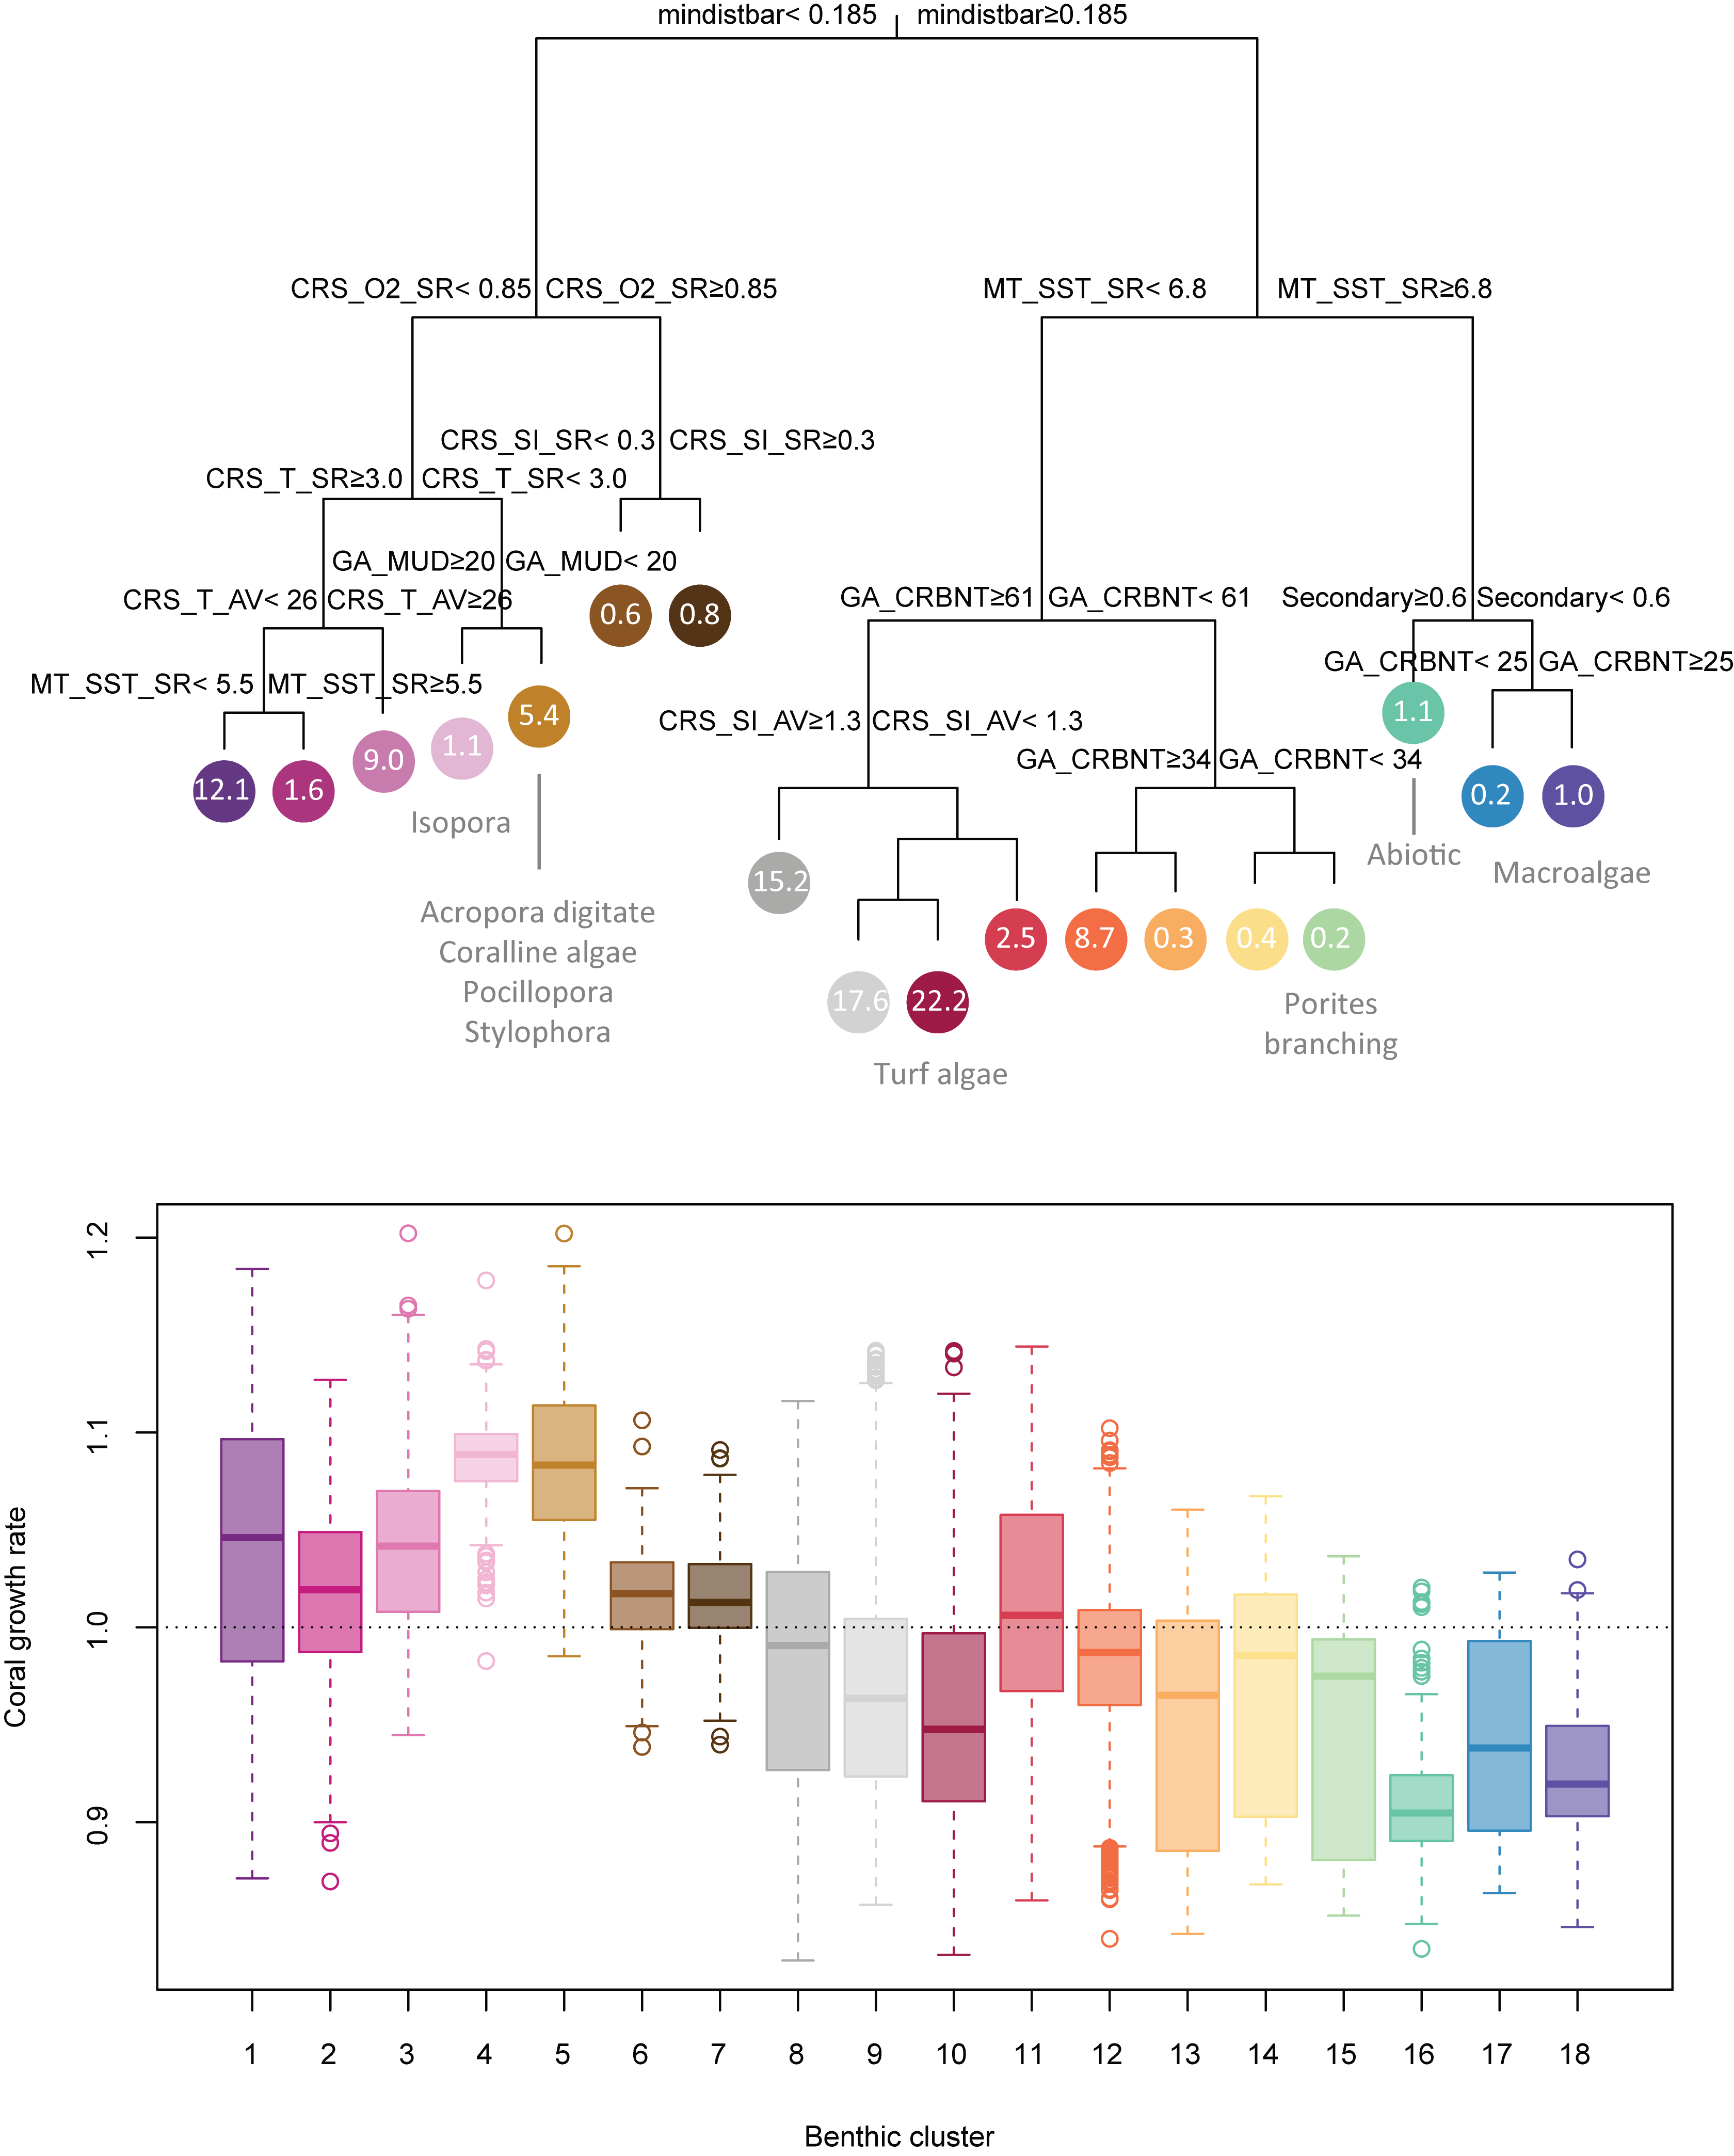 mindistbar< 0.185 mindistbar≥0.185
CRS_O2_SR< 0.85 CRS_O2_SR≥0.85 MT_SST_SR< 6.8 MT_SST_SR≥6.8
CRS_SI_SR< 0.3 CRS_SI_SR≥0.3
CRS_T_SR≥3.0 CRS_T_SR< 3.0
GA_MUD≥20 GA_MUD< 20
CRS_T_AV< 26 CRS_T_AV≥26 GA_CRBNT≥61 GA_CRBNT< 61 Secondary≥0.6 Secondary< 0.6
0.6 0.8
GA_CRBNT< 25 GA_CRBNT≥25
MT_SST_SR< 5.5 MT_SST_SR≥5.5
5.4 1.1
CRS_SI_AV≥1.3 CRS_SI_AV< 1.3
9.0 1.1
GA_CRBNT≥34 GA_CRBNT< 34
12.1 1.6 0.2 1.0
Isopora
Abiotic
Macroalgae
15.2
Acropora digitate
Coralline algae
Pocillopora
Stylophora
2.5 8.7 0.3 0.4 0.2
17.6 22.2
Porites
branching
Turf algae
Coral growth rate
1.2
1.1
1.0
0.9
1 2 3 4 5 6 7 8 9 10 11 12 13 14 15 16 17 18
Benthic cluster